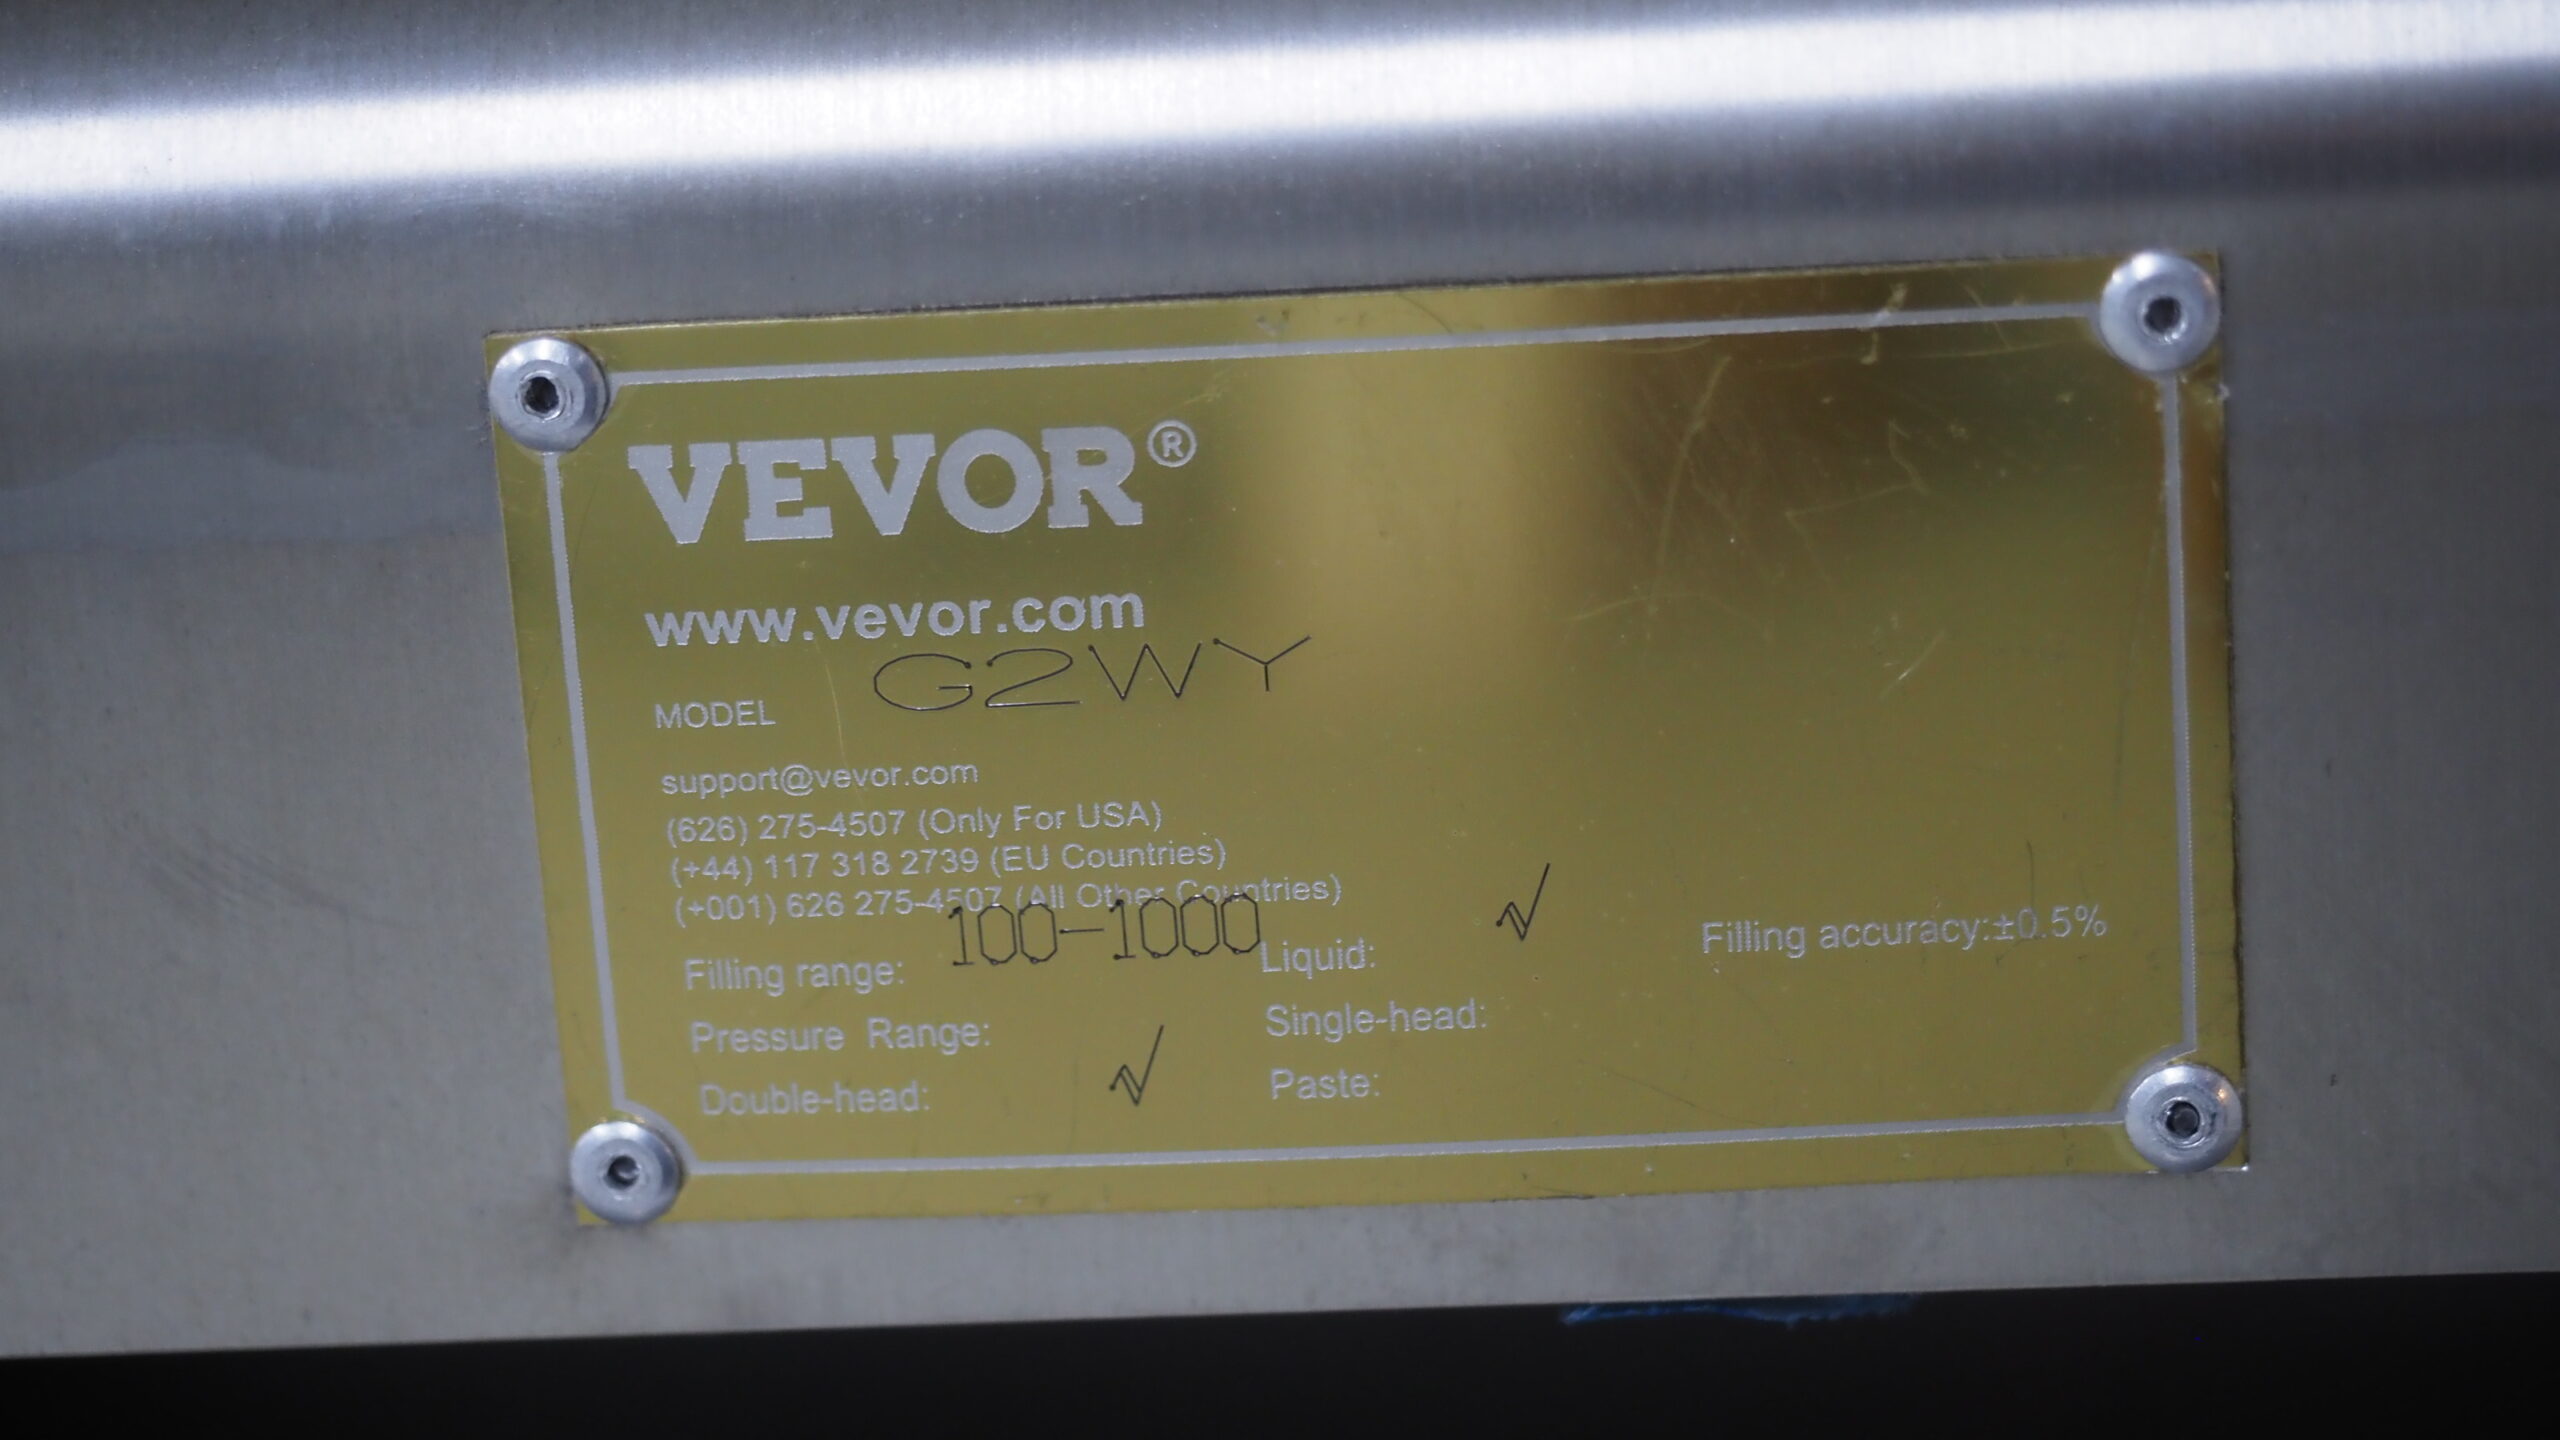 VEVOR®
www.vevor.com
MODEL G2WY
support@vevor.com
(626) 275-4507 (Only For USA)
(+44) 117 318 2739 (EU Countries)
(+001) 626 275-4507 (All Other Countries)
Filling range: 100-1000 Liquid: √ Filling accuracy:±0.5%
Pressure Range: Single-head:
Double-head: √ Paste: